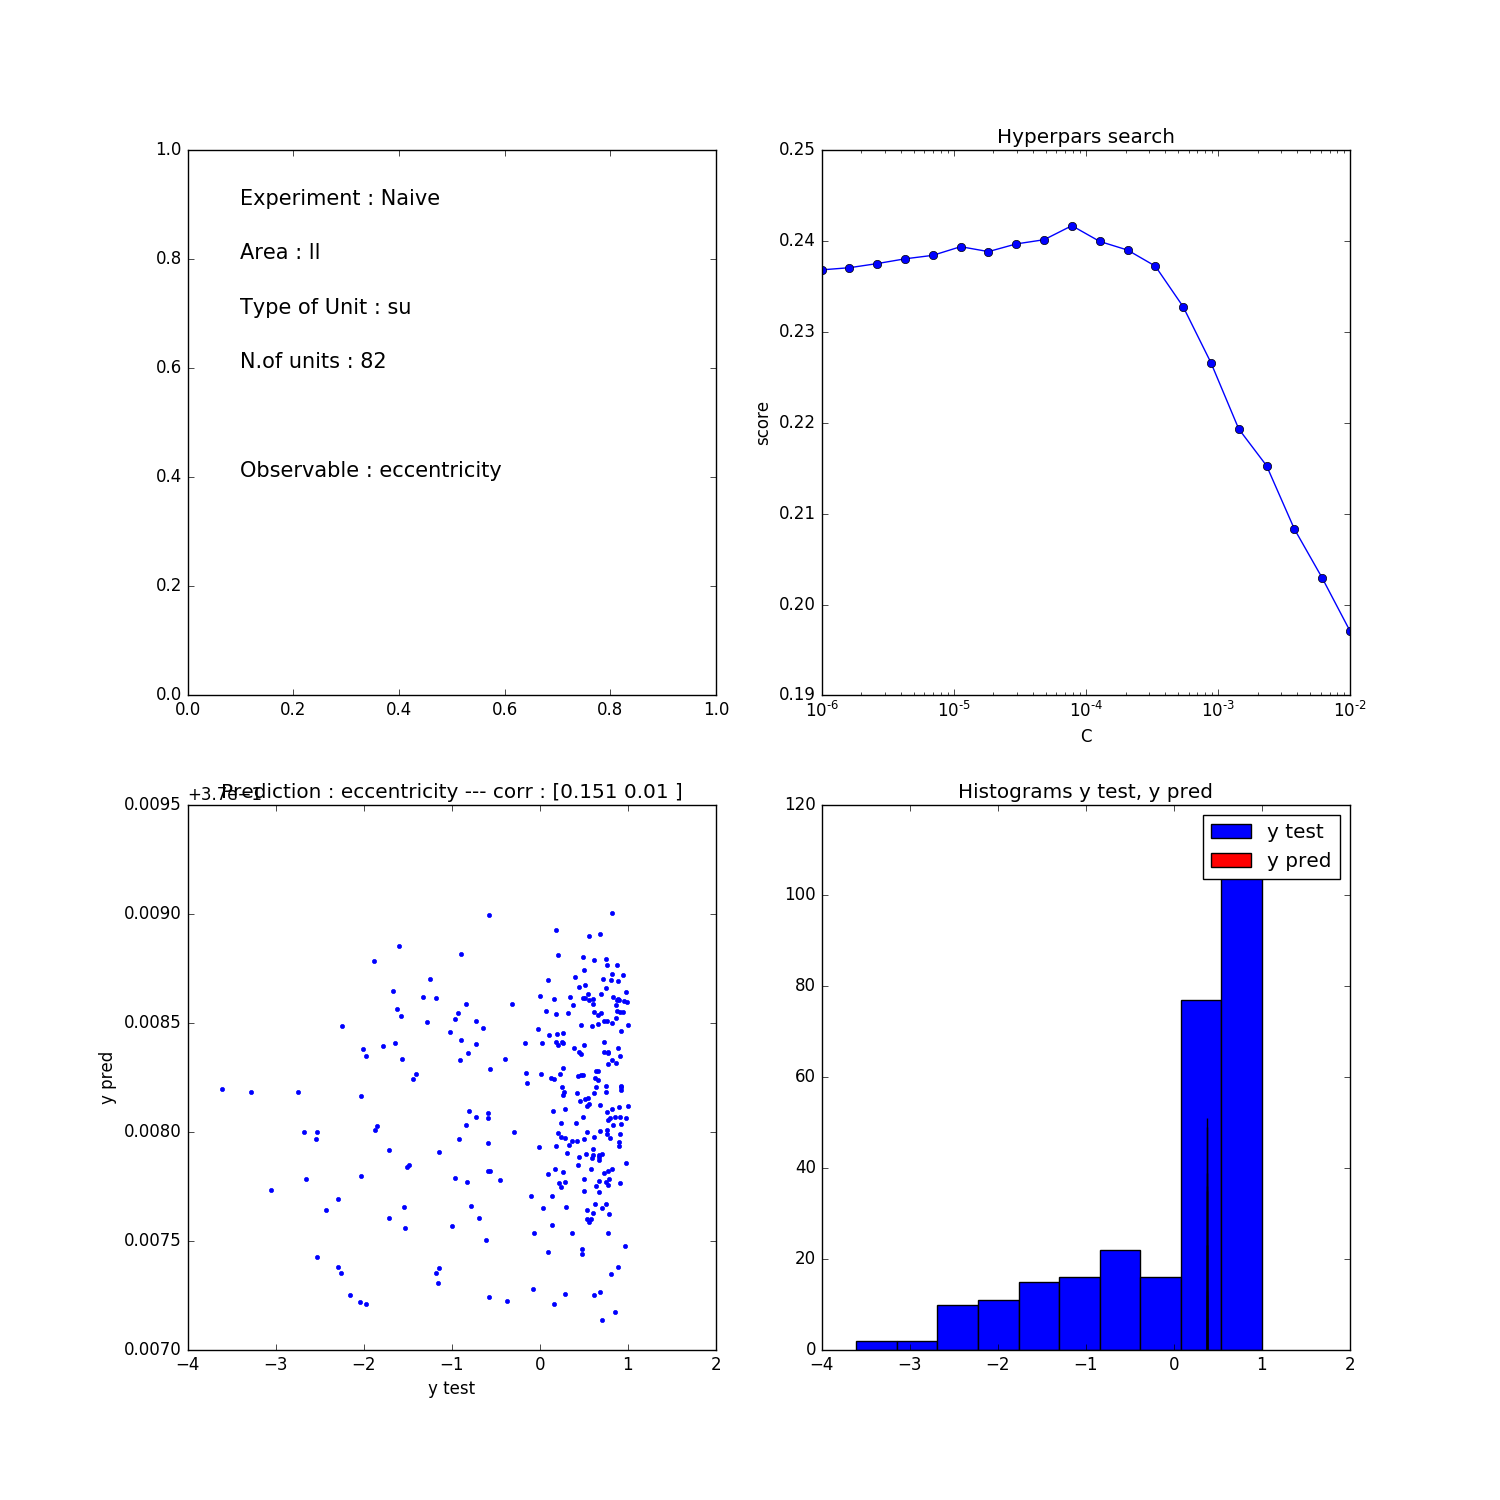 1.0
0.8
0.6
0.4
0.2
0.0
0.0 0.2 0.4 0.6 0.8 1.0
Experiment : Naive
Area : ll
Type of Unit : su
N.of units : 82
Observable : eccentricity
Hyperpars search
0.25
0.24
0.23
0.22
0.21
0.20
0.19
score
10^-6 10^-5 10^-4 10^-3 10^-2
C
Prediction : eccentricity --- corr : [0.151 0.01 ]
+3.7e−1
0.0095
0.0090
0.0085
0.0080
0.0075
0.0070
y pred
−4 −3 −2 −1 0 1 2
y test
Histograms y test, y pred
120
100
80
60
40
20
0
−4 −3 −2 −1 0 1 2
y test
y pred